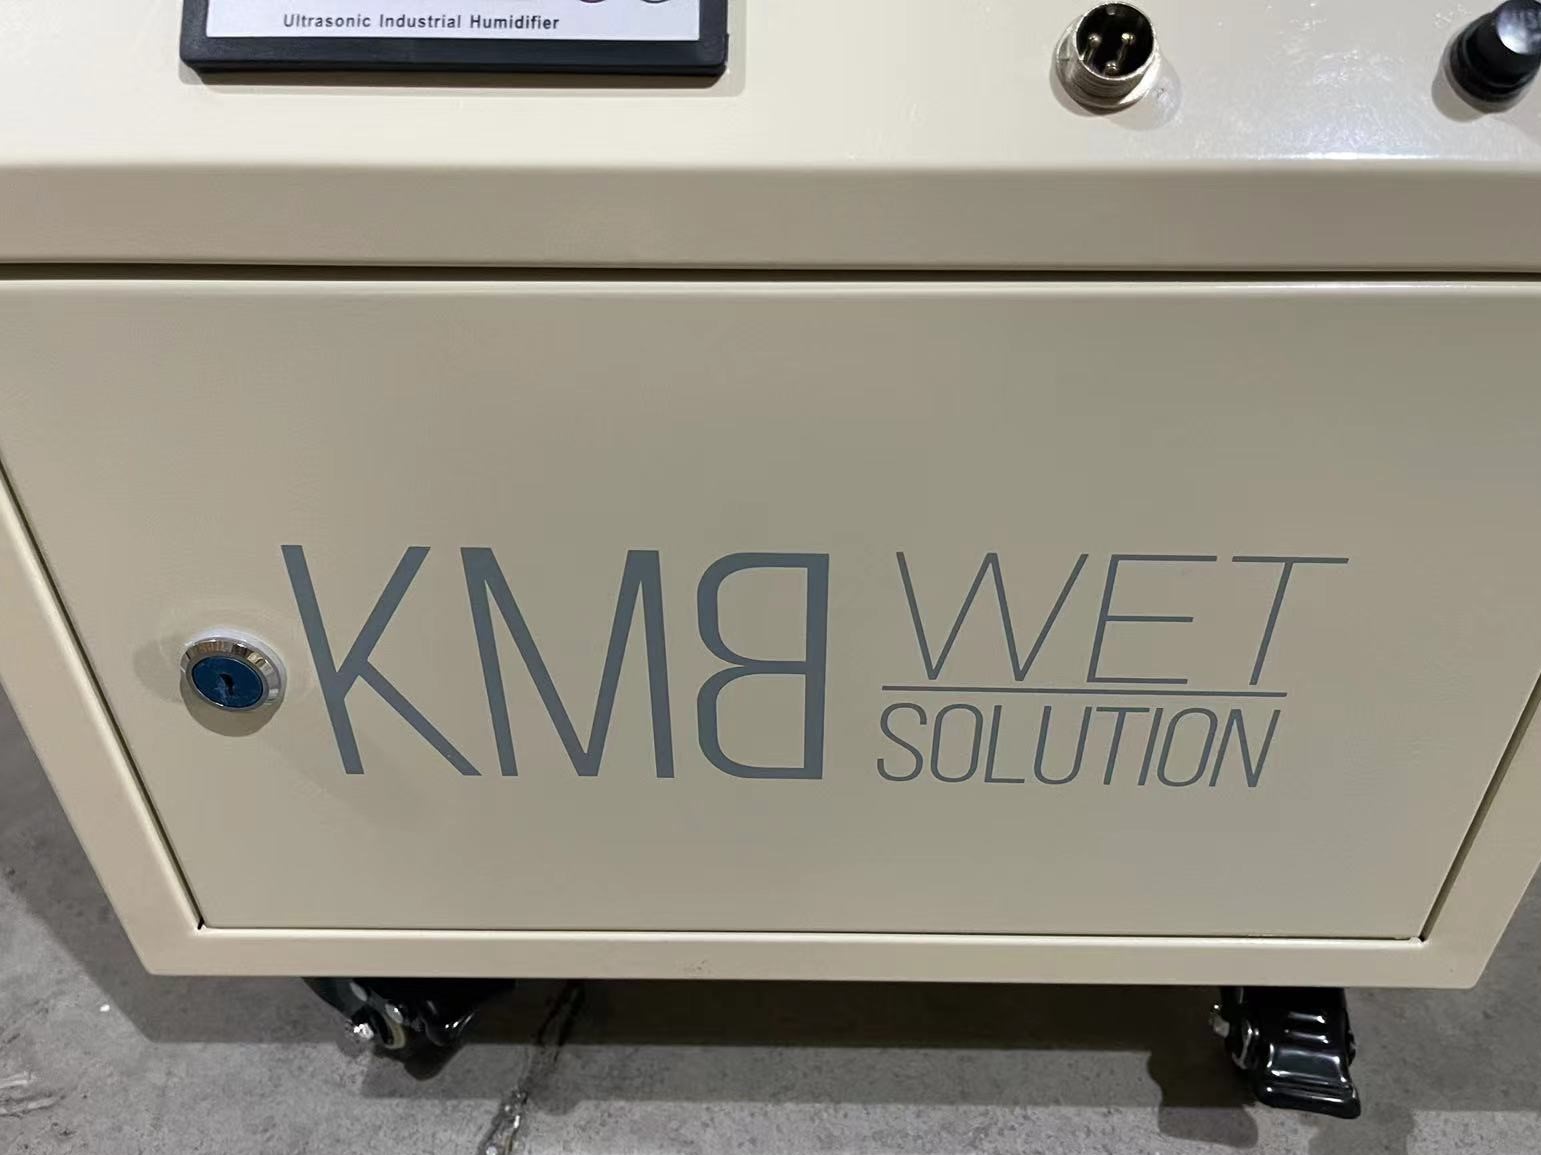 Ultrasonic Industrial Humidifier
KMB WET
SOLUTION